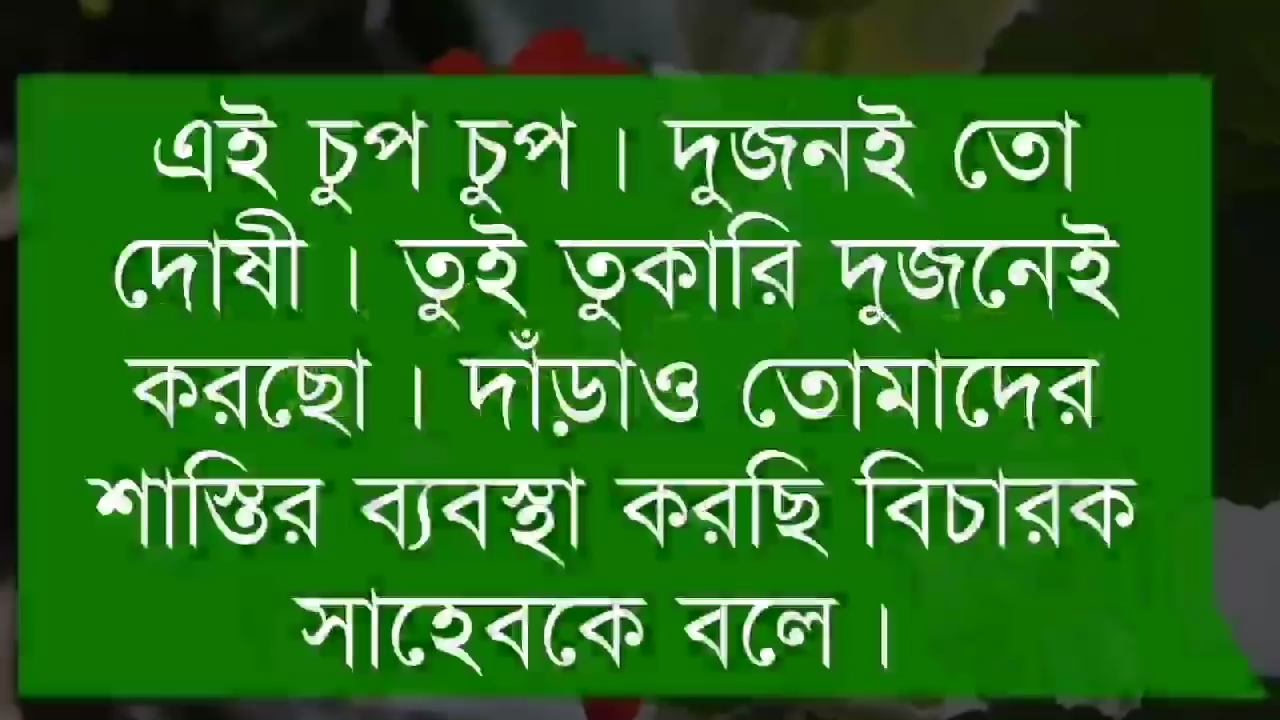 এই চুপ চুপ । দুজনই তো
দোষী । তুই তুকারি দুজনেই
করছো । দাঁড়াও তোমাদের
শাস্তির ব্যবস্থা করছি বিচারক
সাহেবকে বলে ।